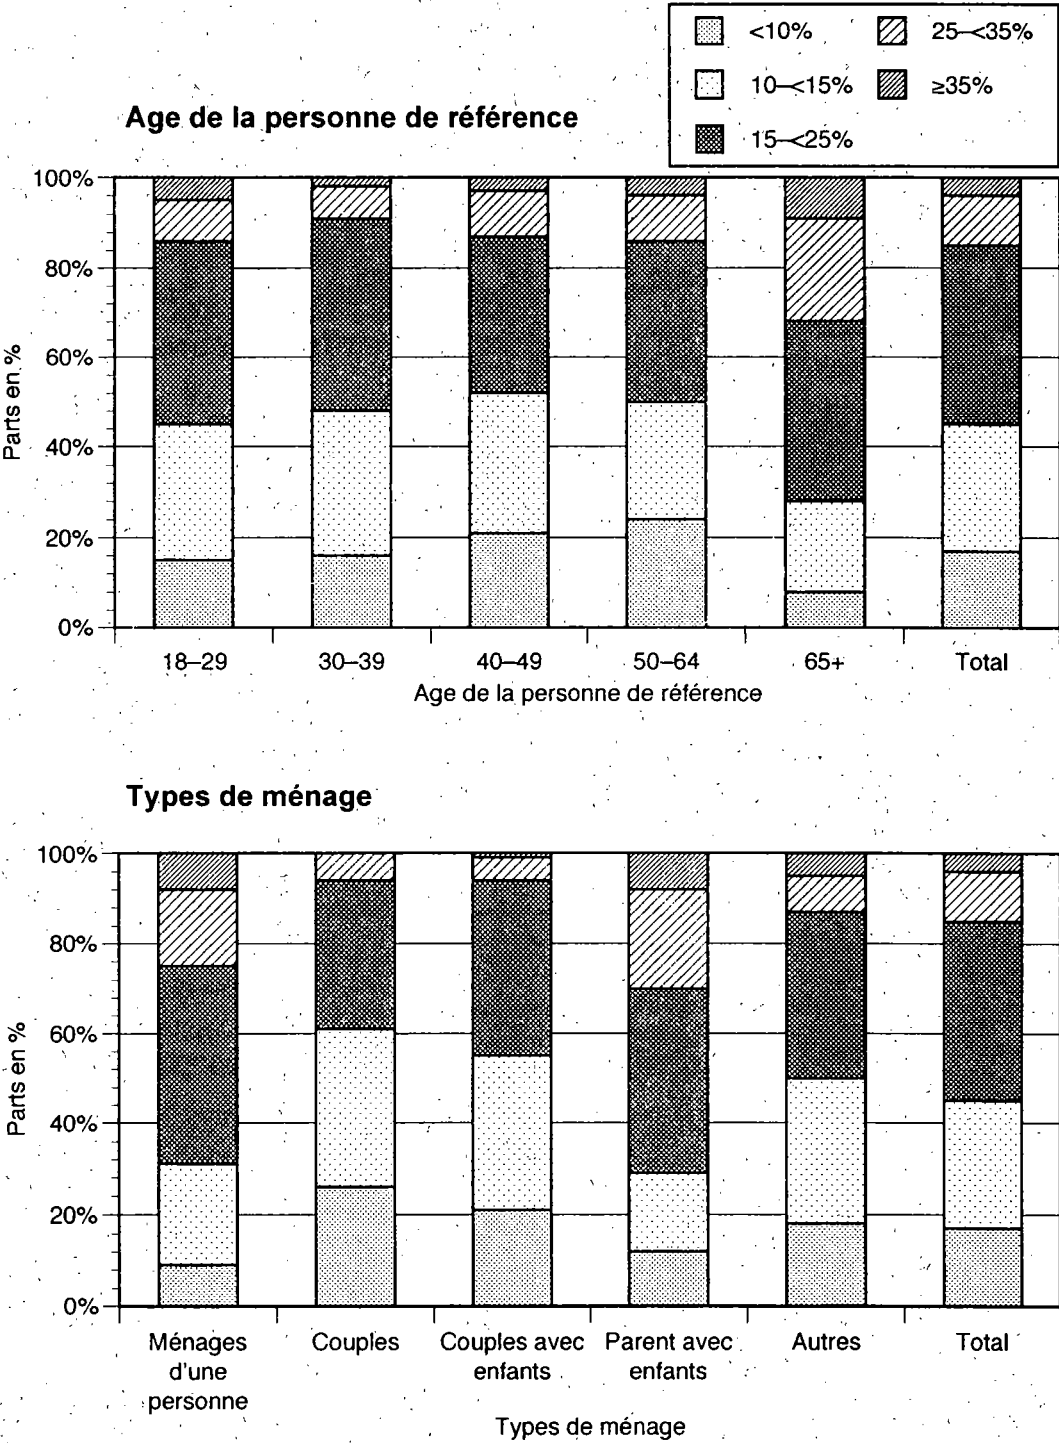 <10% 25–<35%
10–<15% ≥35%
15–<25%
Age de la personne de référence
100%
80%
60%
40%
20%
0%
Parts en %
18–29 30–39 40–49 50–64 65+ Total
Age de la personne de référence
Types de ménage
100%
80%
60%
40%
20%
0%
Parts en %
Ménages Couples Couples avec Parent avec Autres Total
d'une enfants enfants
personne
Types de ménage